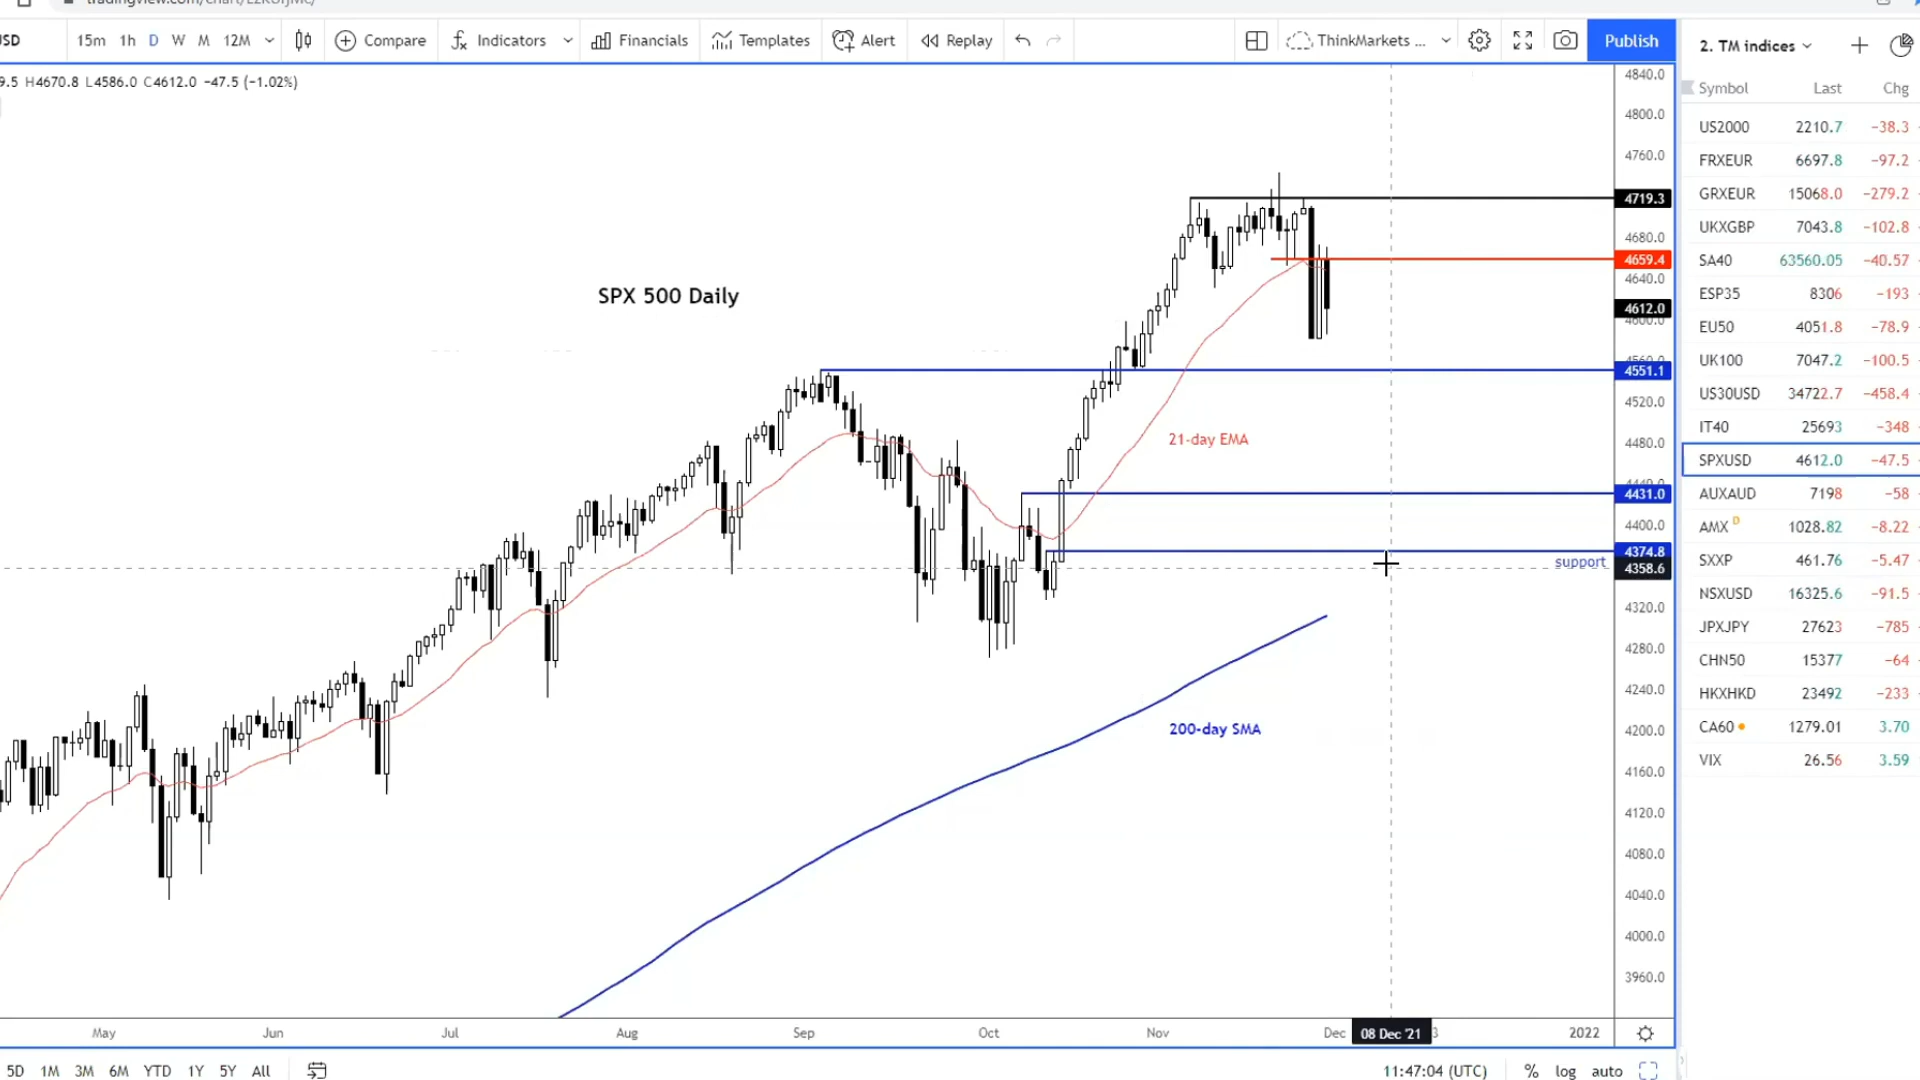 SD 15m 1h D W M 12M Compare Indicators Financials Templates Alert Replay ThinkMarkets ... Publish
9.5 H4670.8 L4586.0 C4612.0 −47.5 (−1.02%)
SPX 500 Daily
21-day EMA
support
200-day SMA
4840.0
4800.0
4760.0
4719.3
4680.0
4659.4
4640.0
4612.0
4600.0
4560.0
4551.1
4520.0
4480.0
4440.0
4431.0
4400.0
4374.8
4358.6
4320.0
4280.0
4240.0
4200.0
4160.0
4120.0
4080.0
4040.0
4000.0
3960.0
May Jun Jul Aug Sep Oct Nov Dec 08 Dec '21 3 2022
5D 1M 3M 6M YTD 1Y 5Y All 11:47:04 (UTC) % log auto
2. TM indices
Symbol Last Chg
US2000 2210.7 −38.3
FRXEUR 6697.8 −97.2
GRXEUR 15068.0 −279.2
UKXGBP 7043.8 −102.8
SA40 63560.05 −40.57
ESP35 8306 −193
EU50 4051.8 −78.9
UK100 7047.2 −100.5
US30USD 34722.7 −458.4
IT40 25693 −348
SPXUSD 4612.0 −47.5
AUXAUD 7198 −58
AMX D 1028.82 −8.22
SXXP 461.76 −5.47
NSXUSD 16325.6 −91.5
JPXJPY 27623 −785
CHN50 15377 −64
HKXHKD 23492 −233
CA60 1279.01 3.70
VIX 26.56 3.59